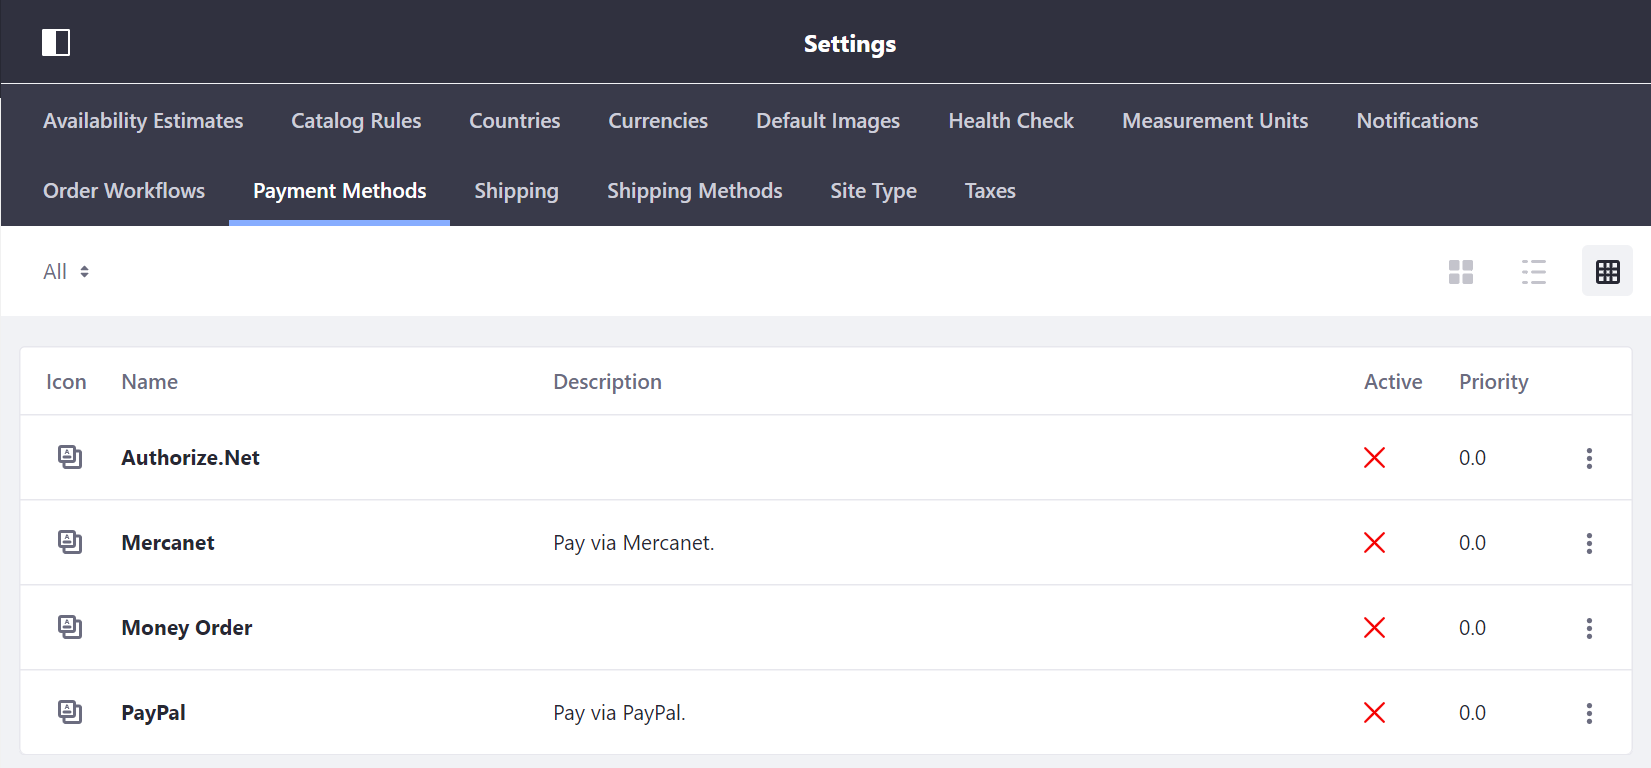 Settings
Availability Estimates Catalog Rules Countries Currencies Default Images Health Check Measurement Units Notifications
Order Workflows Payment Methods Shipping Shipping Methods Site Type Taxes
All
Icon Name Description Active Priority
Authorize.Net 0.0
Mercanet Pay via Mercanet. 0.0
Money Order 0.0
PayPal Pay via PayPal. 0.0